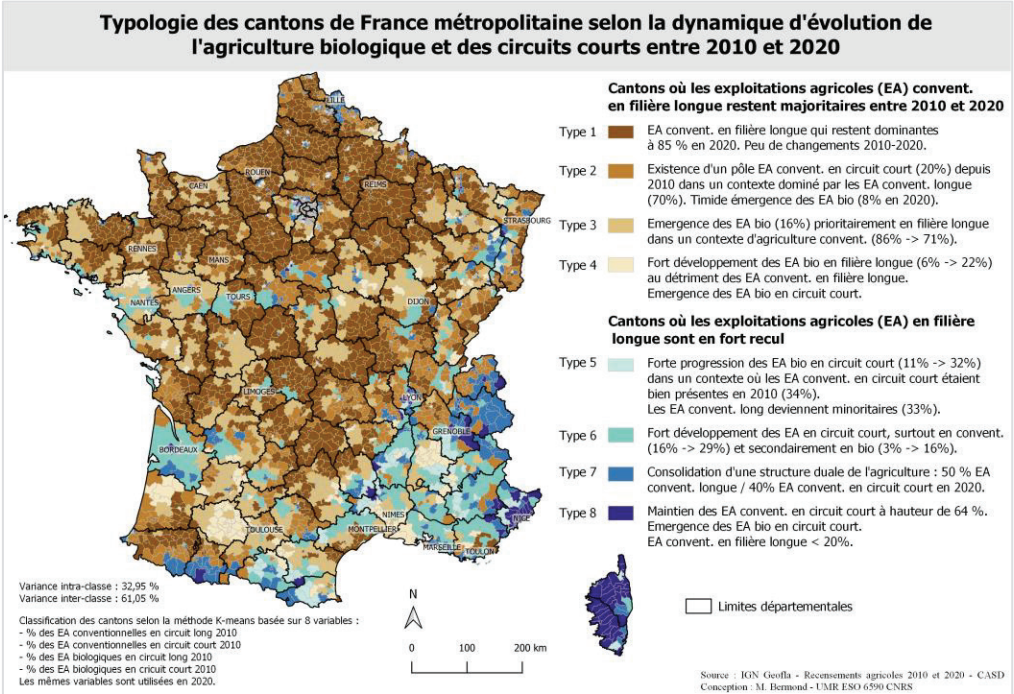 Typologie des cantons de France métropolitaine selon la dynamique d'évolution de
l'agriculture biologique et des circuits courts entre 2010 et 2020
LILLE
ROUEN
CAEN
REIMS
STRASBOURG
RENNES
MANS
ANGERS
NANTES
TOURS
DIJON
LIMOGES
LYON
GRENOBLE
BORDEAUX
TOULOUSE
NIMES
MONTPELLIER
MARSEILLE
TOULON
NICE
Cantons où les exploitations agricoles (EA) convent.
en filière longue restent majoritaires entre 2010 et 2020
Type 1
EA convent. en filière longue qui restent dominantes
à 85 % en 2020. Peu de changements 2010-2020.
Type 2
Existence d'un pôle EA convent. en circuit court (20%) depuis
2010 dans un contexte dominé par les EA convent. longue
(70%). Timide émergence des EA bio (8% en 2020).
Type 3
Emergence des EA bio (16%) prioritairement en filière longue
dans un contexte d'agriculture convent. (86% -> 71%).
Type 4
Fort développement des EA bio en filière longue (6% -> 22%)
au détriment des EA convent. en filière longue.
Emergence des EA bio en circuit court.
Cantons où les exploitations agricoles (EA) en filière
longue sont en fort recul
Type 5
Forte progression des EA bio en circuit court (11% -> 32%)
dans un contexte où les EA convent. en circuit court étaient
bien présentes en 2010 (34%).
Les EA convent. long deviennent minoritaires (33%).
Type 6
Fort développement des EA en circuit court, surtout en convent.
(16% -> 29%) et secondairement en bio (3% -> 16%).
Type 7
Consolidation d'une structure duale de l'agriculture : 50 % EA
convent. longue / 40% EA convent. en circuit court en 2020.
Type 8
Maintien des EA convent. en circuit court à hauteur de 64 %.
Emergence des EA bio en circuit court.
EA convent. en filière longue < 20%.
Limites départementales
Variance intra-classe : 32,95 %
Variance inter-classe : 61,05 %
Classification des cantons selon la méthode K-means basée sur 8 variables :
- % des EA conventionnelles en circuit long 2010
- % des EA conventionnelles en circuit court 2010
- % des EA biologiques en circuit long 2010
- % des EA biologiques en circuit court 2010
Les mêmes variables sont utilisées en 2020.
N
0 100 200 km
Source : IGN Geofla - Recensements agricoles 2010 et 2020 - CASD
Conception : M. Bermond - UMR ESO 6590 CNRS